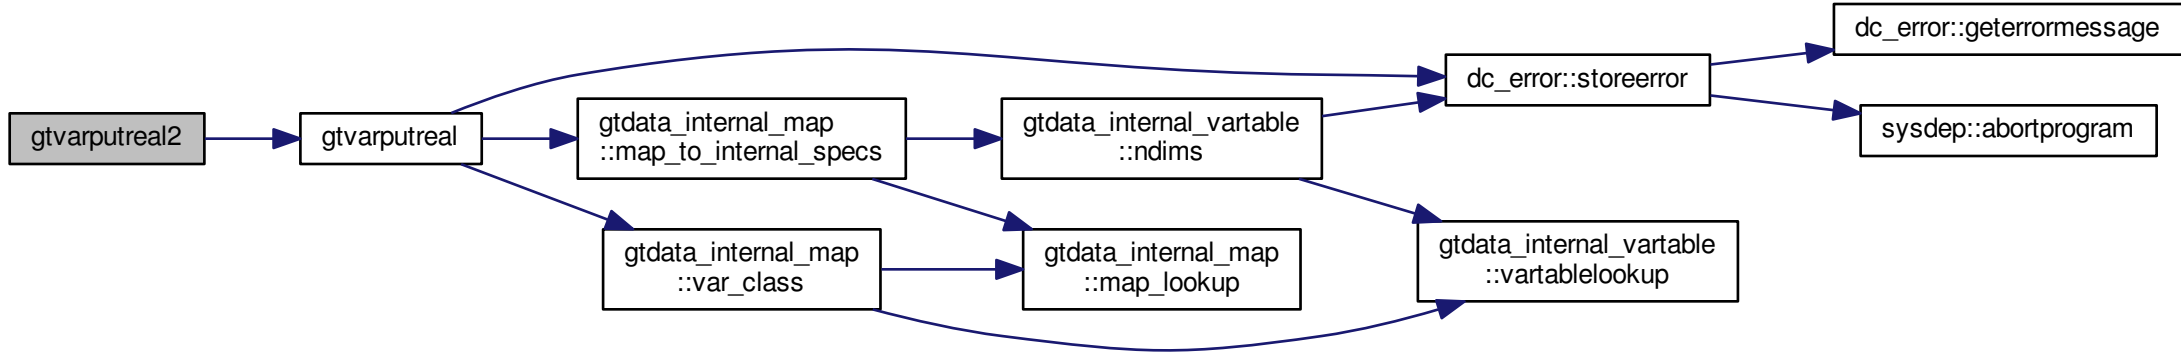 gtvarputreal2
gtvarputreal
gtdata_internal_map
::map_to_internal_specs
gtdata_internal_map
::var_class
gtdata_internal_vartable
::ndims
gtdata_internal_map
::map_lookup
dc_error::storeerror
gtdata_internal_vartable
::vartablelookup
dc_error::geterrormessage
sysdep::abortprogram